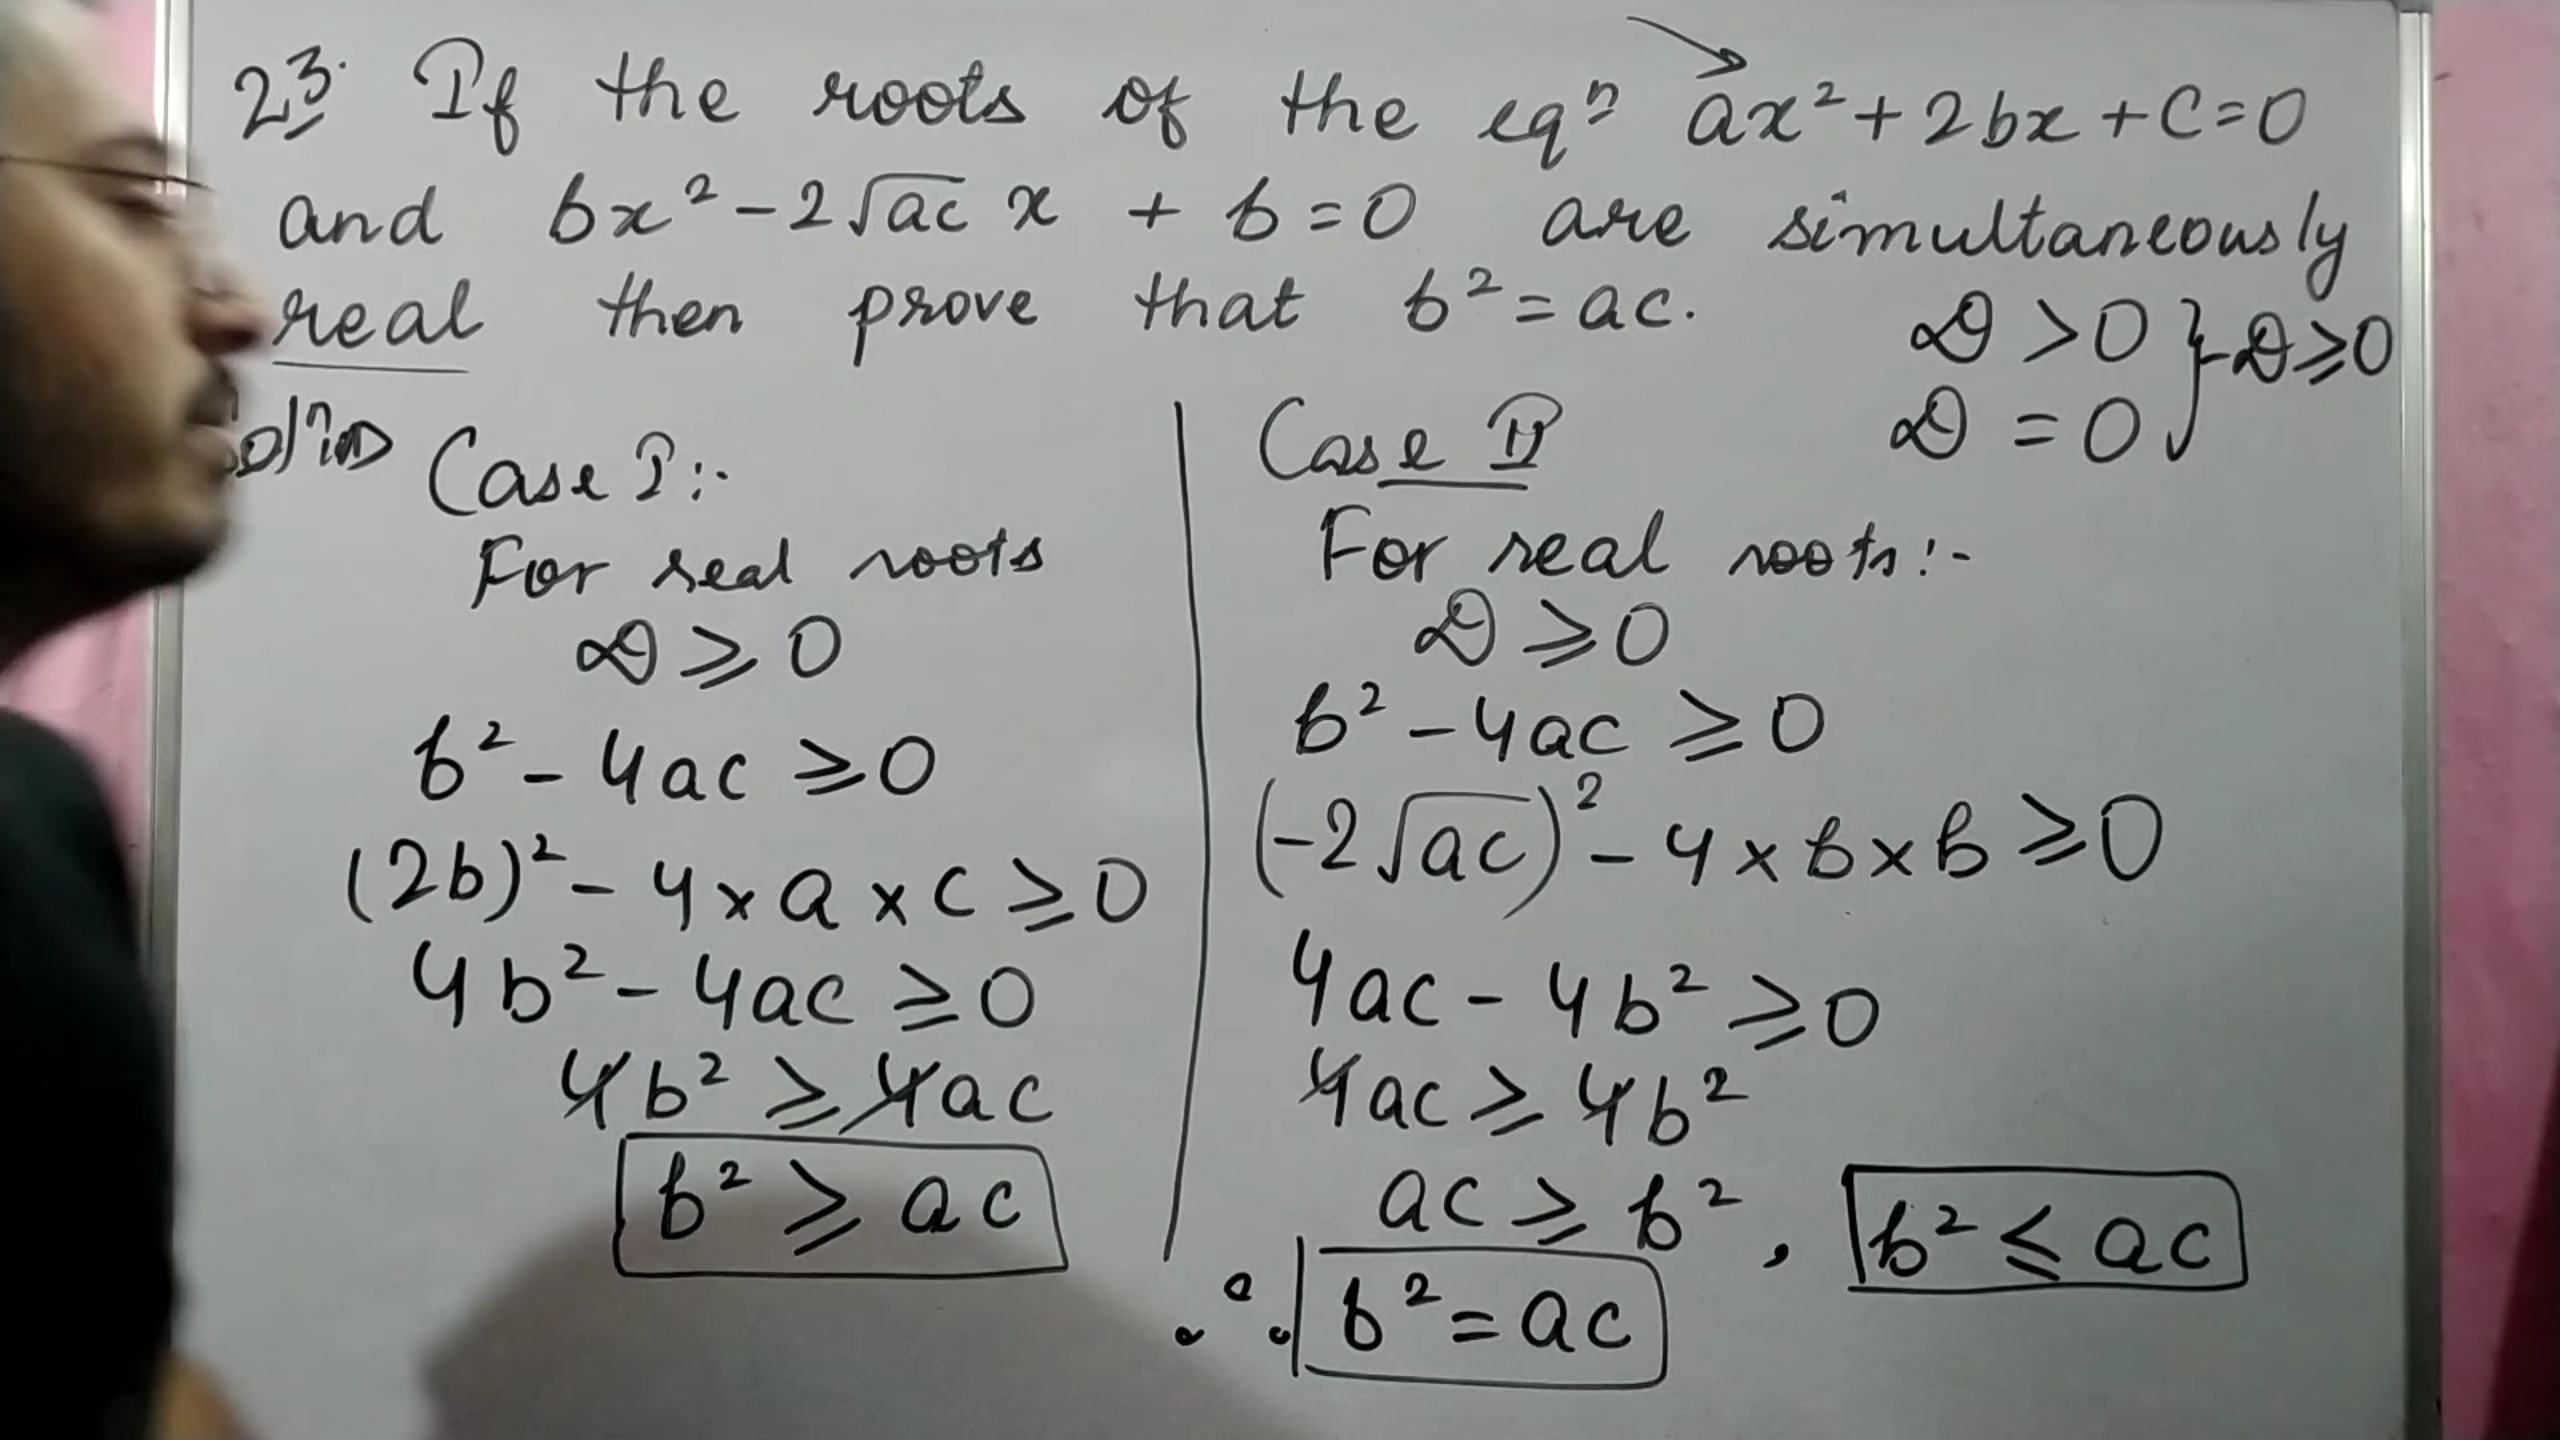 23. If the roots of the eqⁿ ax² + 2bx + c = 0
and bx² - 2√ac x + b = 0 are simultaneously
real then prove that b² = ac.
D > 0 } D ≥ 0
D = 0
Case I :-
For real roots
D ≥ 0
b² - 4ac ≥ 0
(2b)² - 4 × a × c ≥ 0
4b² - 4ac ≥ 0
4b² ≥ 4ac
b² ≥ ac
Case II
For real roots :-
D ≥ 0
b² - 4ac ≥ 0
(-2√ac)² - 4 × b × b ≥ 0
4ac - 4b² ≥ 0
4ac ≥ 4b²
ac ≥ b² , b² ≤ ac
∴ b² = ac